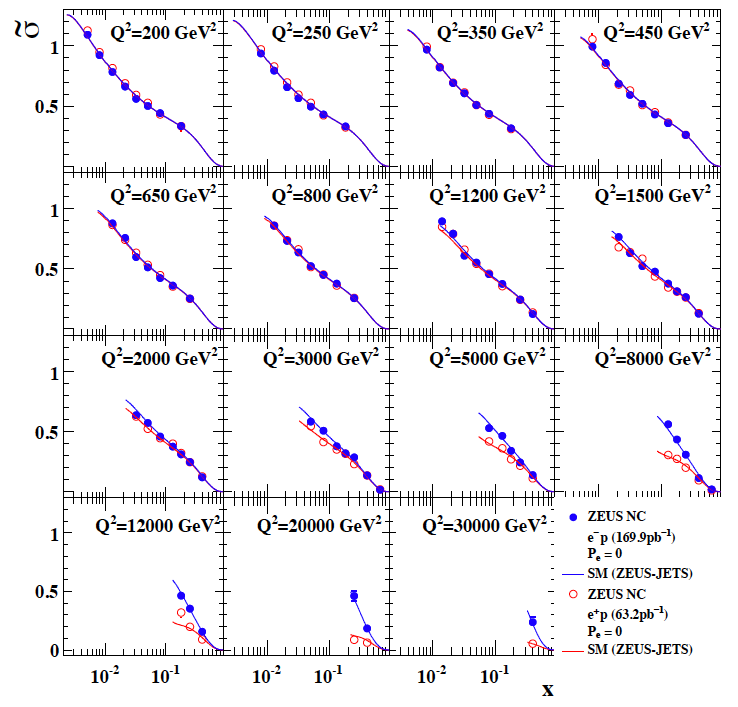 σ̃
Q²=200 GeV² Q²=250 GeV² Q²=350 GeV² Q²=450 GeV²
1
0.5
Q²=650 GeV² Q²=800 GeV² Q²=1200 GeV² Q²=1500 GeV²
1
0.5
Q²=2000 GeV² Q²=3000 GeV² Q²=5000 GeV² Q²=8000 GeV²
1
0.5
Q²=12000 GeV² Q²=20000 GeV² Q²=30000 GeV²
1
0.5
0
10⁻² 10⁻¹ 10⁻² 10⁻¹ 10⁻² 10⁻¹
x
ZEUS NC
e⁻p (169.9pb⁻¹)
Pₑ = 0
SM (ZEUS-JETS)
ZEUS NC
e⁺p (63.2pb⁻¹)
Pₑ = 0
SM (ZEUS-JETS)